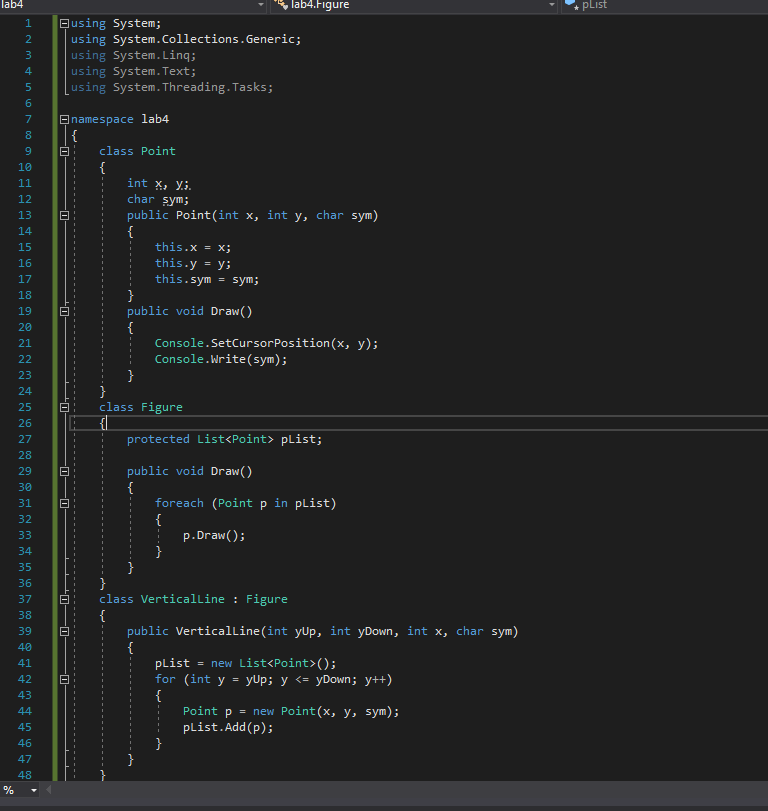 lab4 lab4.Figure pList
1 using System;
2 using System.Collections.Generic;
3 using System.Linq;
4 using System.Text;
5 using System.Threading.Tasks;
6
7 namespace lab4
8 {
9 class Point
10 {
11 int x, y;
12 char sym;
13 public Point(int x, int y, char sym)
14 {
15 this.x = x;
16 this.y = y;
17 this.sym = sym;
18 }
19 public void Draw()
20 {
21 Console.SetCursorPosition(x, y);
22 Console.Write(sym);
23 }
24 }
25 class Figure
26 {
27 protected List<Point> pList;
28
29 public void Draw()
30 {
31 foreach (Point p in pList)
32 {
33 p.Draw();
34 }
35 }
36 }
37 class VerticalLine : Figure
38 {
39 public VerticalLine(int yUp, int yDown, int x, char sym)
40 {
41 pList = new List<Point>();
42 for (int y = yUp; y <= yDown; y++)
43 {
44 Point p = new Point(x, y, sym);
45 pList.Add(p);
46 }
47 }
48 }
%